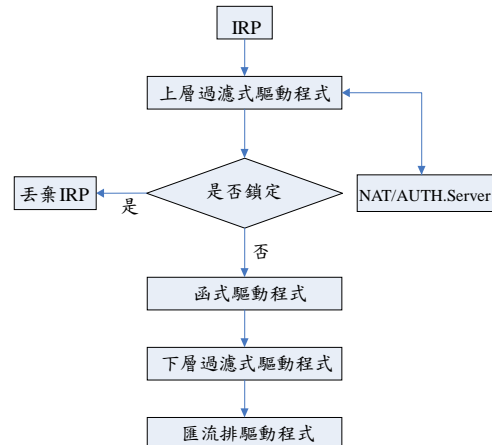 IRP
上層過濾式驅動程式
是否鎖定
丟棄IRP
是
NAT/AUTH.Server
否
函式驅動程式
下層過濾式驅動程式
匯流排驅動程式